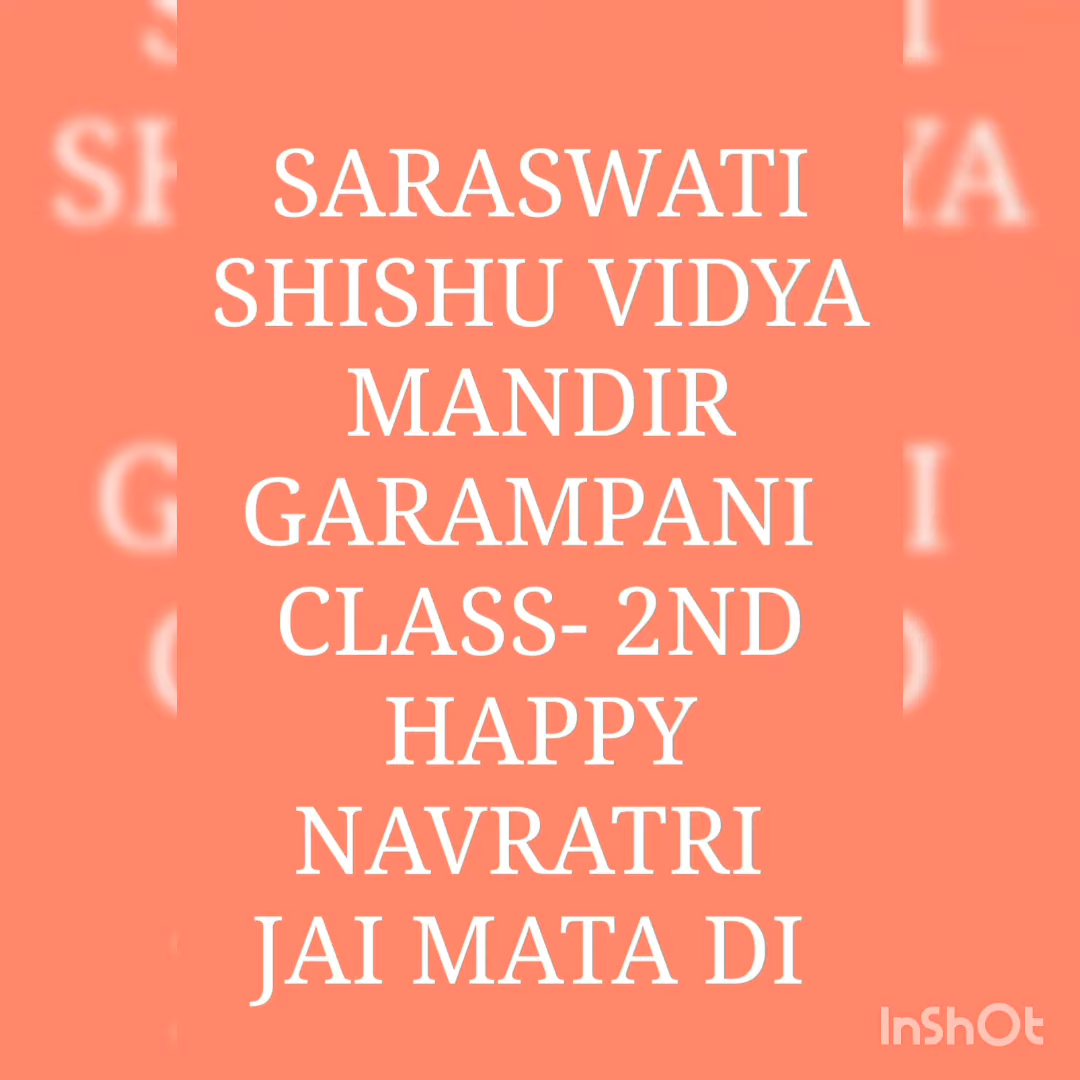 SARASWATI
SHISHU VIDYA
MANDIR
GARAMPANI
CLASS- 2ND
HAPPY
NAVRATRI
JAI MATA DI
InShOt